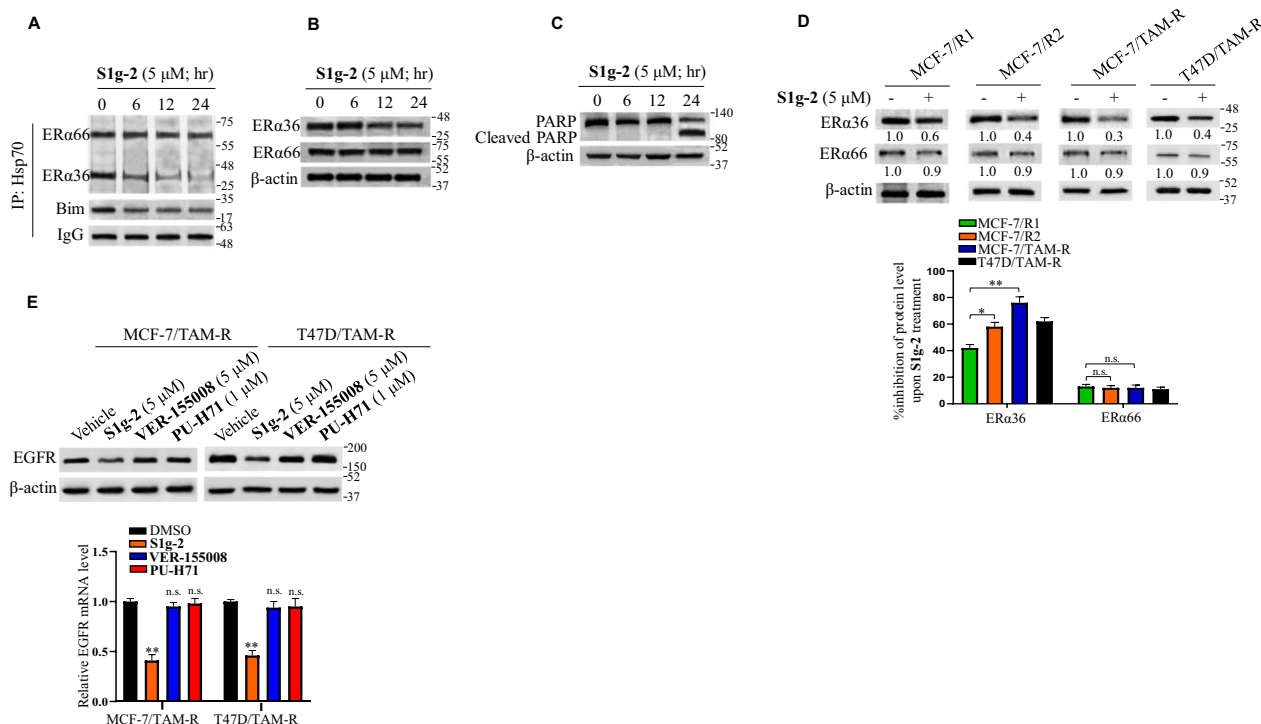 A
S1g-2 (5 μM; hr)
0 6 12 24
IP: Hsp70
ERα66
ERα36
Bim
IgG
-75
-50
-37
-25
-35
-17
-63
-48
B
S1g-2 (5 μM; hr)
0 6 12 24
ERα36
ERα66
β-actin
-48
-25
-75
-55
-52
-37
C
S1g-2 (5 μM; hr)
0 6 12 24
PARP
Cleaved PARP
β-actin
-140
-80
-52
-37
D
MCF-7/R1
MCF-7/R2
MCF-7/TAM-R
T47D/TAM-R
S1g-2 (5 μM) - + - + - + - +
ERα36
1.0 0.6 1.0 0.4 1.0 0.3 1.0 0.4
ERα66
1.0 0.9 1.0 0.9 1.0 0.9 1.0 0.9
β-actin
-48
-25
-75
-55
-52
-37
MCF-7/R1
MCF-7/R2
MCF-7/TAM-R
T47D/TAM-R
%inhibition of protein level
upon S1g-2 treatment
100
80
60
40
20
0
*
**
n.s.
n.s.
ERα36 ERα66
E
MCF-7/TAM-R T47D/TAM-R
Vehicle
S1g-2 (5 μM)
VER-155008 (5 μM)
PU-H71 (1 μM)
Vehicle
S1g-2 (5 μM)
VER-155008 (5 μM)
PU-H71 (1 μM)
EGFR
β-actin
-200
-150
-52
-37
DMSO
S1g-2
VER-155008
PU-H71
Relative EGFR mRNA level
1.5
1.0
0.5
0.0
** n.s. n.s. ** n.s. n.s.
MCF-7/TAM-R T47D/TAM-R